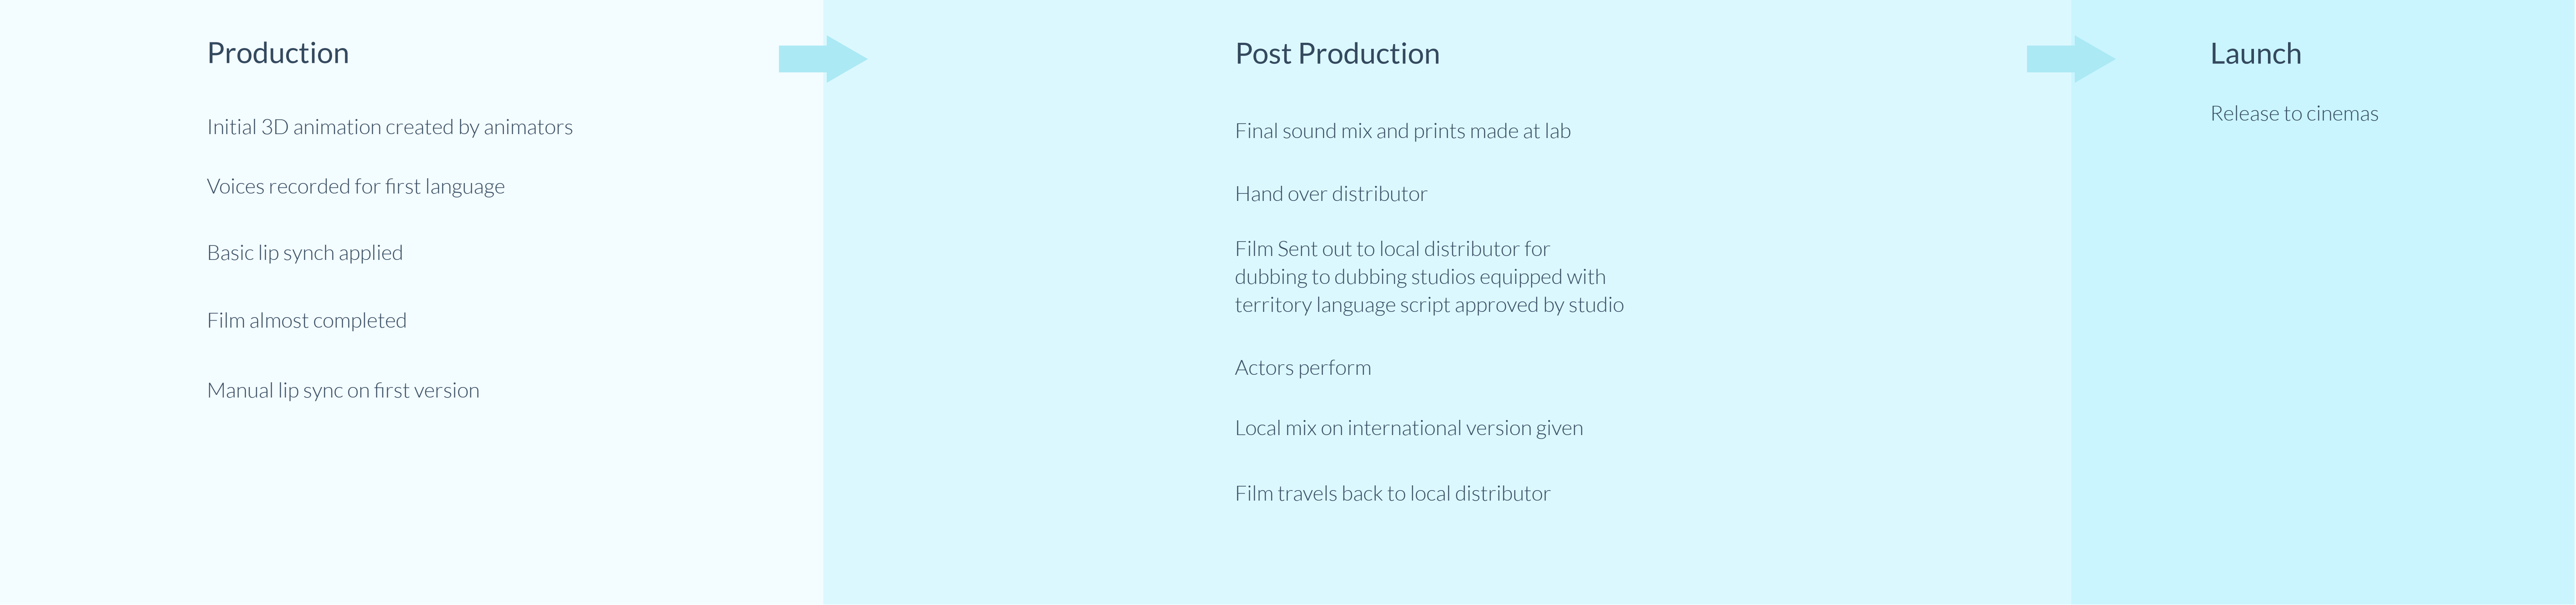 Production
Initial 3D animation created by animators
Voices recorded for first language
Basic lip synch applied
Film almost completed
Manual lip sync on first version
Post Production
Final sound mix and prints made at lab
Hand over distributor
Film Sent out to local distributor for
dubbing to dubbing studios equipped with
territory language script approved by studio
Actors perform
Local mix on international version given
Film travels back to local distributor
Launch
Release to cinemas